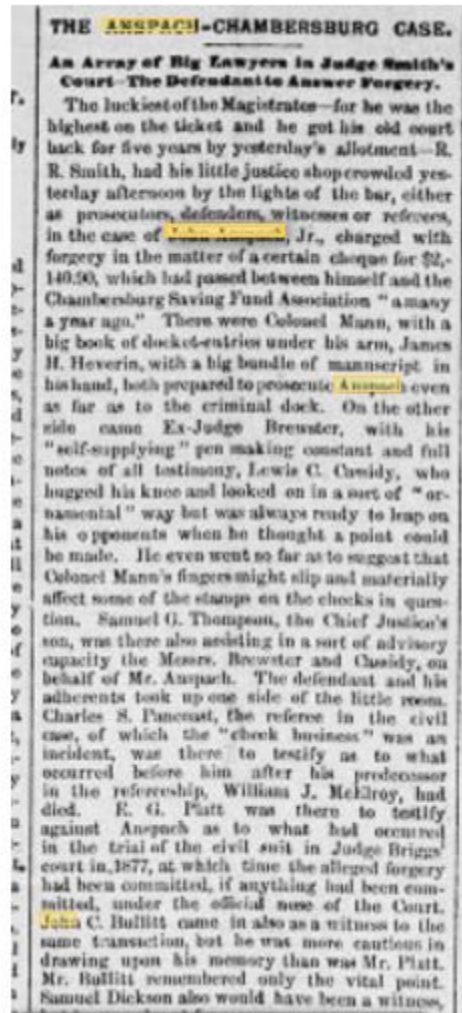 THE ANSPACH-CHAMBERSBURG CASE.
An Array of Big Lawyers in Judge Smith's
Court—The Defendant to Answer Forgery.
The luckiest of the Magistrates—for he was the
highest on the ticket and he got his old court
back for five years by yesterday's allotment—R.
R. Smith, had his little justice shop crowded yes-
terday afternoon by the lights of the bar, either
as prosecutors, defenders, witnesses or referees,
in the case of John Anspach, Jr., charged with
forgery in the matter of a certain cheque for $2,-
140.90, which had passed between himself and the
Chambersburg Saving Fund Association "a many
a year ago." There were Colonel Mann, with a
big book of docket-entries under his arm, James
H. Heverin, with a big bundle of manuscript in
his hand, both prepared to prosecute Anspach even
as far as to the criminal dock. On the other
side came Ex-Judge Brewster, with his
"self-supplying" pen making constant and full
notes of all testimony, Lewis C. Cassidy, who
hugged his knee and looked on in a sort of "or-
namental" way but was always ready to leap on
his opponents when he thought a point could
be made. He even went so far as to suggest that
Colonel Mann's fingers might slip and materially
affect some of the stamps on the checks in ques-
tion. Samuel G. Thompson, the Chief Justice's
son, was there also assisting in a sort of advisory
capacity the Messrs. Brewster and Cassidy, on
behalf of Mr. Anspach. The defendant and his
adherents took up one side of the little room.
Charles S. Pancoast, the referee in the civil
case, of which the "check business" was an
incident, was there to testify as to what
occurred before him after his predecessor
in the refereeship, William J. McElroy, had
died. E. G. Platt was there to testify
against Anspach as to what had occurred
in the trial of the civil suit in Judge Briggs'
court in 1877, at which time the alleged forgery
had been committed, if anything had been com-
mitted, under the official nose of the Court.
John C. Bullitt came in also as a witness to the
same transaction, but he was more cautious in
drawing upon his memory than was Mr. Platt.
Mr. Bullitt remembered only the vital point.
Samuel Dickson also would have been a witness,